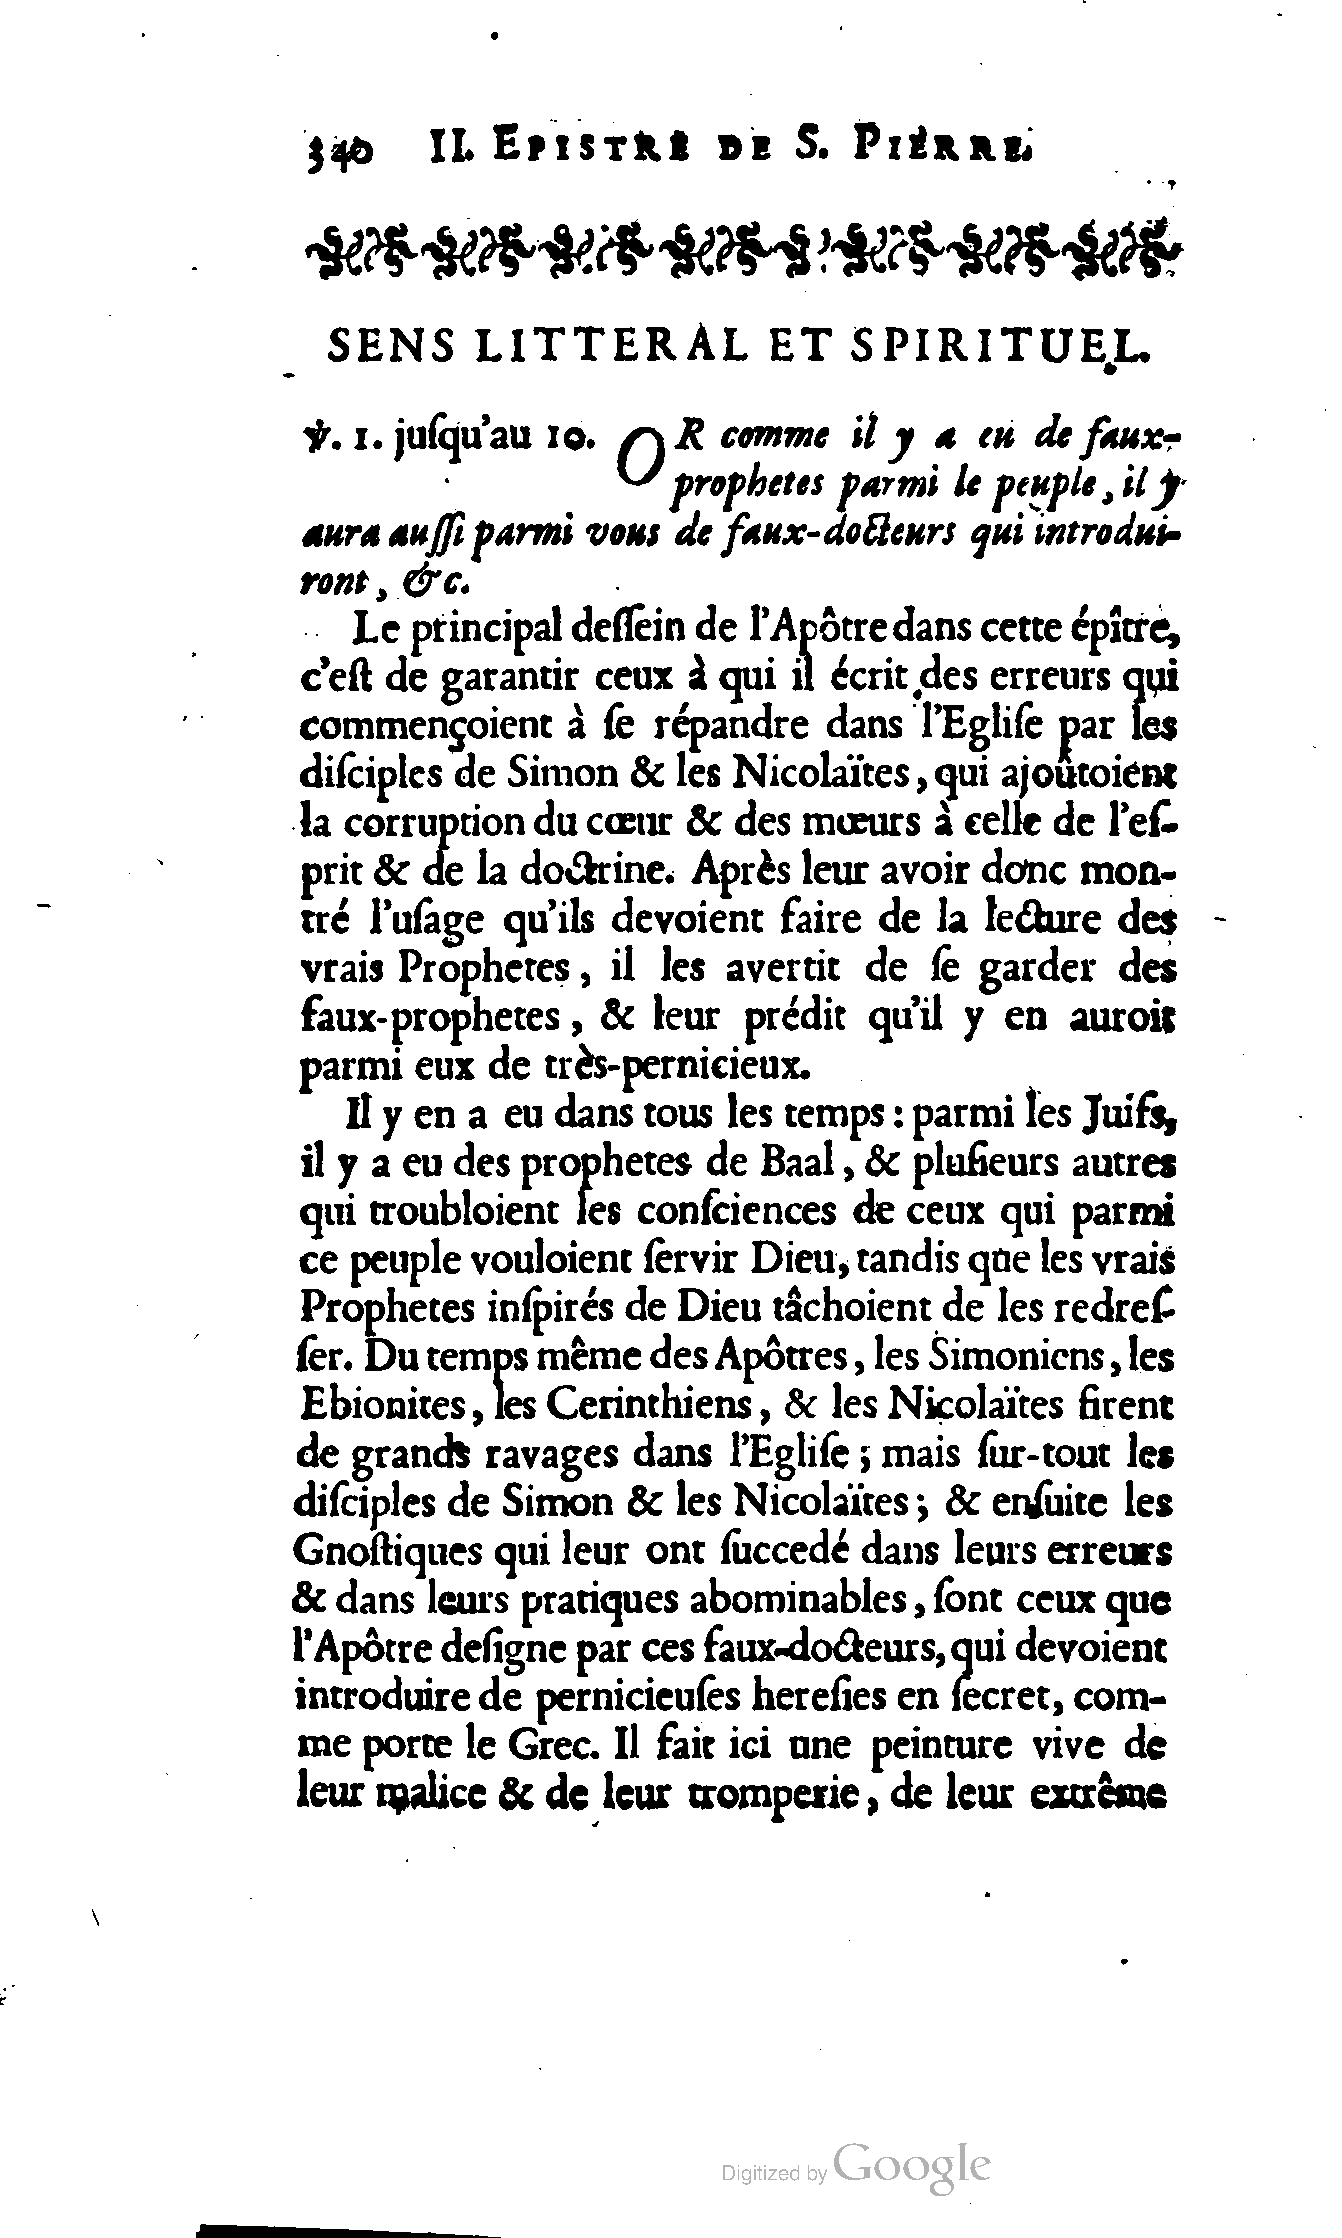 340 II. EPISTRE DE S. PIERRE.
SENS LITTERAL ET SPIRITUEL.
℣. 1. juſqu'au 10. OR comme il y a eu de faux-
prophetes parmi le peuple, il y
aura auſſi parmi vous de faux-docteurs qui introdui-
ront, &c.
Le principal deſſein de l'Apôtre dans cette épître,
c'eſt de garantir ceux à qui il écrit des erreurs qui
commençoient à ſe répandre dans l'Egliſe par les
diſciples de Simon & les Nicolaïtes, qui ajoûtoient
la corruption du cœur & des mœurs à celle de l'eſ-
prit & de la doctrine. Après leur avoir donc mon-
tré l'uſage qu'ils devoient faire de la lecture des
vrais Prophetes, il les avertit de ſe garder des
faux-prophetes, & leur prédit qu'il y en auroit
parmi eux de très-pernicieux.
Il y en a eu dans tous les temps : parmi les Juifs,
il y a eu des prophetes de Baal, & pluſieurs autres
qui troubloient les conſciences de ceux qui parmi
ce peuple vouloient ſervir Dieu, tandis que les vrais
Prophetes inſpirés de Dieu tâchoient de les redreſ-
ſer. Du temps même des Apôtres, les Simoniens, les
Ebionites, les Cerinthiens, & les Nicolaïtes firent
de grands ravages dans l'Egliſe ; mais ſur-tout les
diſciples de Simon & les Nicolaïtes ; & enſuite les
Gnoſtiques qui leur ont ſuccedé dans leurs erreurs
& dans leurs pratiques abominables, ſont ceux que
l'Apôtre deſigne par ces faux-docteurs, qui devoient
introduire de pernicieuſes hereſies en ſecret, com-
me porte le Grec. Il fait ici une peinture vive de
leur malice & de leur tromperie, de leur extrême
Digitized by Google